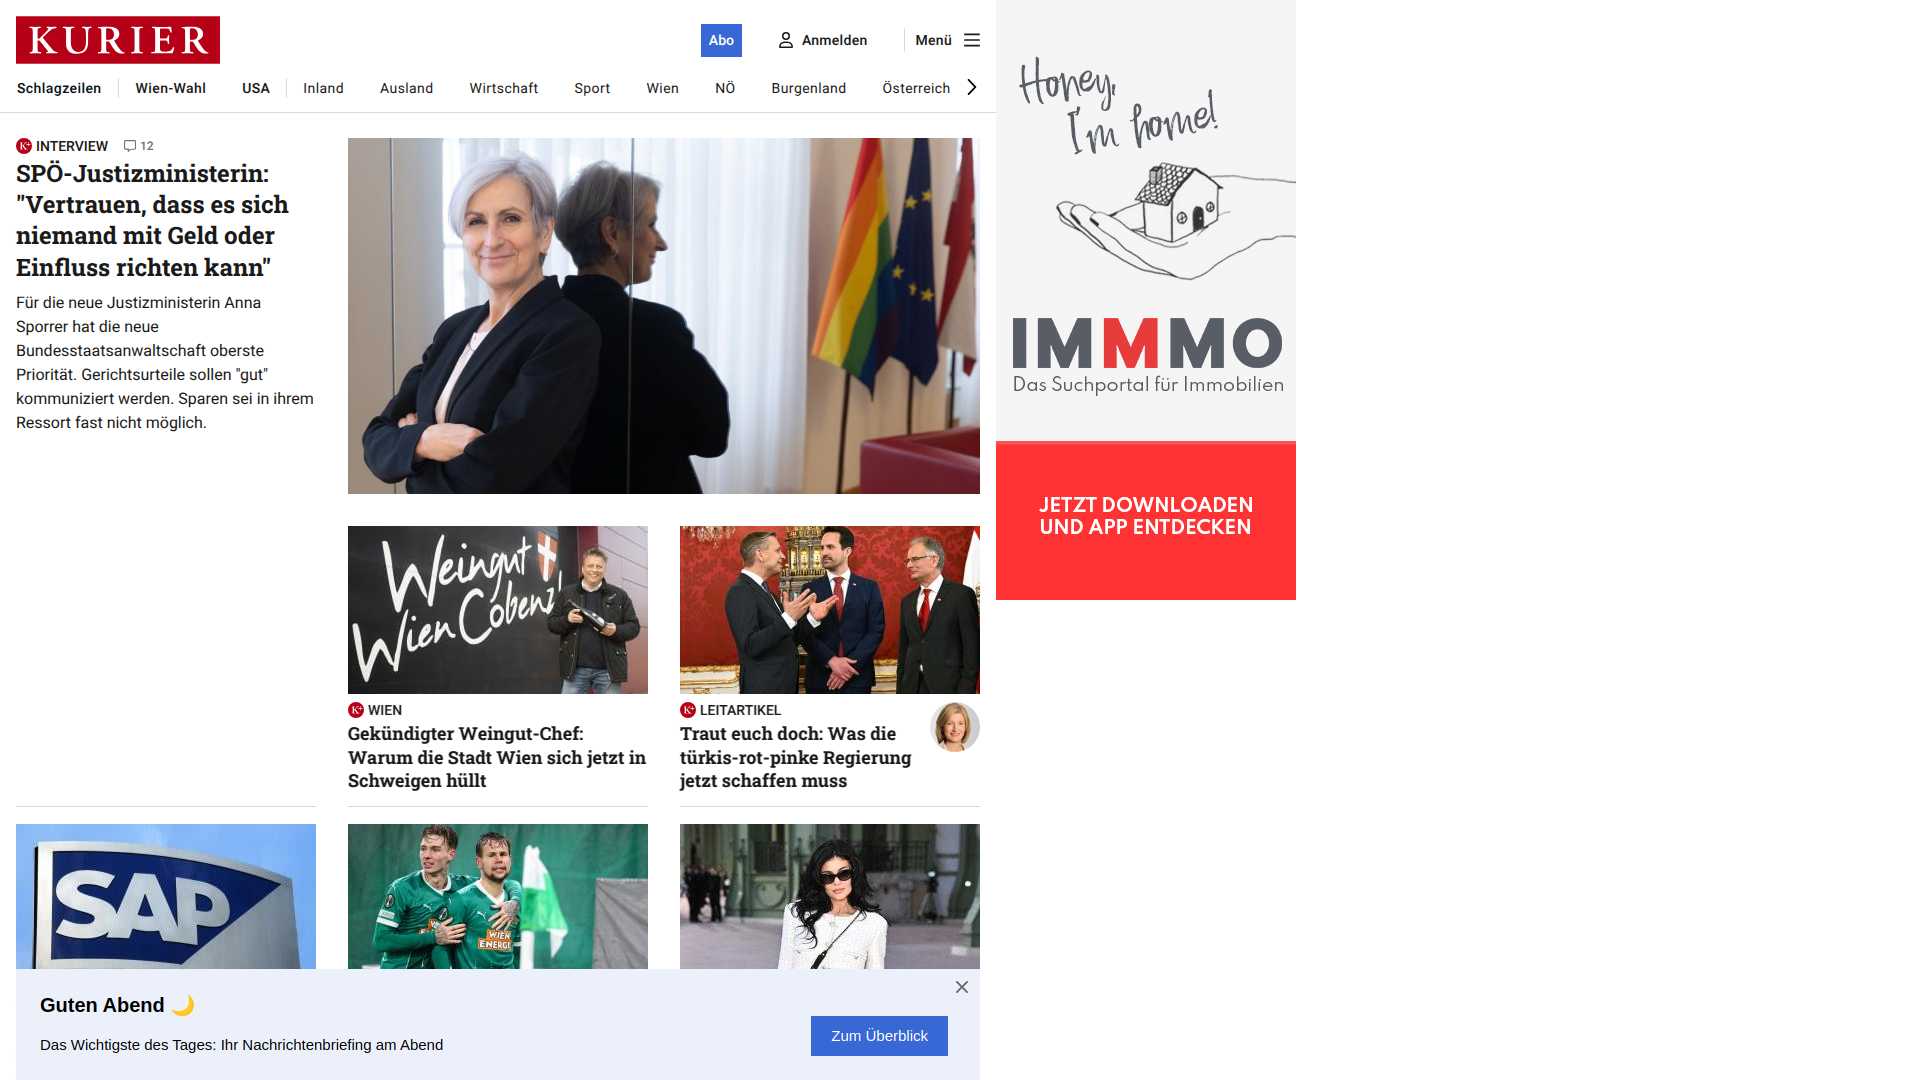 KURIER
Abo
Anmelden
Menü
Schlagzeilen
Wien-Wahl
USA
Inland
Ausland
Wirtschaft
Sport
Wien
NÖ
Burgenland
Österreich
K+ INTERVIEW 12
SPÖ-Justizministerin:
"Vertrauen, dass es sich
niemand mit Geld oder
Einfluss richten kann"
Für die neue Justizministerin Anna
Sporrer hat die neue
Bundesstaatsanwaltschaft oberste
Priorität. Gerichtsurteile sollen "gut"
kommuniziert werden. Sparen sei in ihrem
Ressort fast nicht möglich.
Honey,
I'm home!
IMMMO
Das Suchportal für Immobilien
JETZT DOWNLOADEN
UND APP ENTDECKEN
Weingut
Wien Cobenzl
K+ WIEN
Gekündigter Weingut-Chef:
Warum die Stadt Wien sich jetzt in
Schweigen hüllt
K+ LEITARTIKEL
Traut euch doch: Was die
türkis-rot-pinke Regierung
jetzt schaffen muss
SAP
WIEN
ENERGIE
Guten Abend 🌙
Das Wichtigste des Tages: Ihr Nachrichtenbriefing am Abend
Zum Überblick